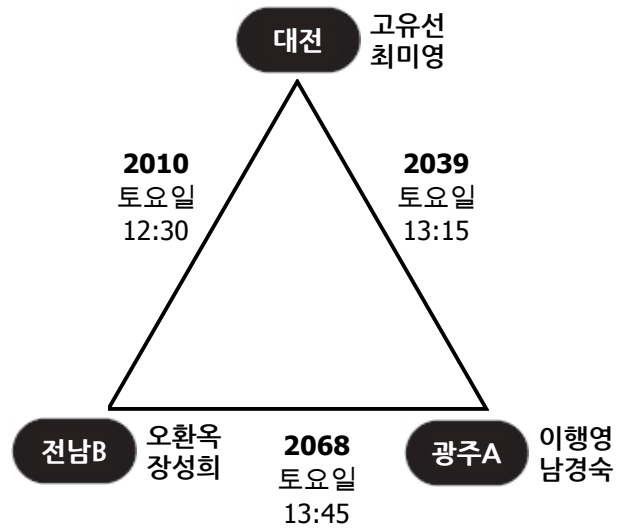 대전
고유선
최미영
2010
토요일
12:30
2039
토요일
13:15
전남B
오환옥
장성희
2068
토요일
13:45
광주A
이행영
남경숙